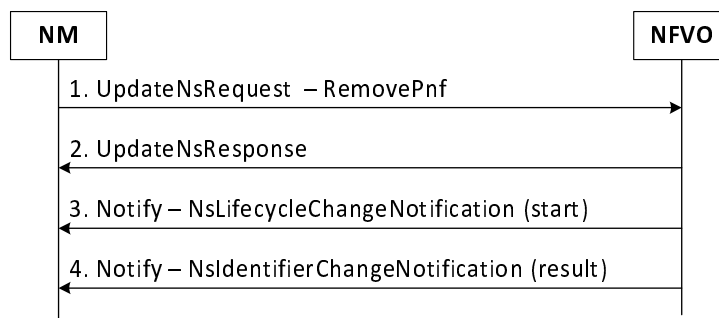 NM
NFVO
1. UpdateNsRequest – RemovePnf
2. UpdateNsResponse
3. Notify – NsLifecycleChangeNotification (start)
4. Notify – NsIdentifierChangeNotification (result)